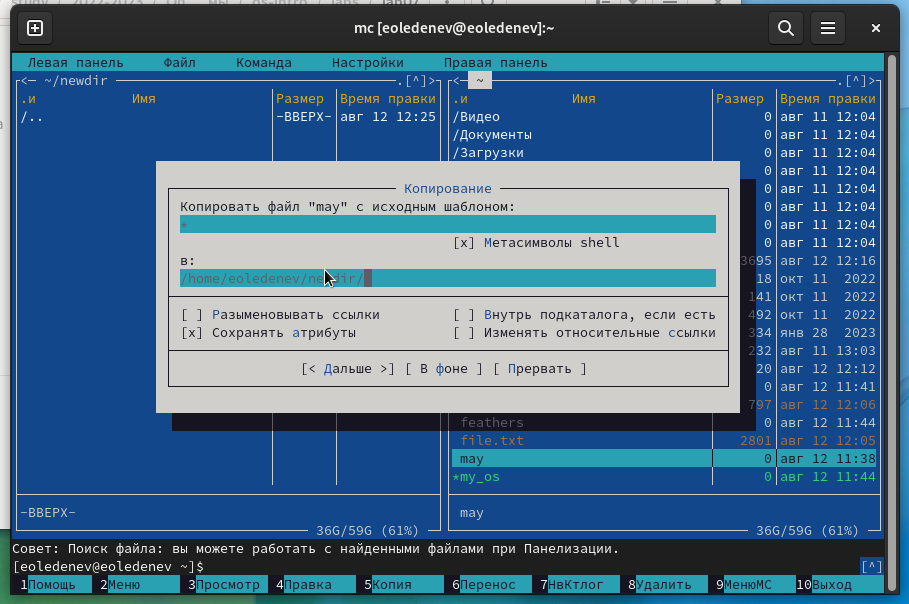 mc [eoledenev@eoledenev]:~
Левая панель Файл Команда Настройки Правая панель
<─ ~/newdir .[^]> <─ ~ .[^]>
.и Имя Размер Время правки .и Имя Размер Время правки
/.. -ВВЕРХ- авг 12 12:25 /Видео 0 авг 11 12:04
/Документы 0 авг 11 12:04
/Загрузки 0 авг 11 12:04
0 авг 11 12:04
Копирование 0 авг 11 12:04
Копировать файл "may" с исходным шаблоном: 0 авг 11 12:04
* 0 авг 11 12:04
[x] Метасимволы shell 0 авг 11 12:04
в: 3695 авг 12 12:16
/home/eoledenev/newdir/ 18 окт 11 2022
141 окт 11 2022
[ ] Разыменовывать ссылки [ ] Внутрь подкаталога, если есть 492 окт 11 2022
[x] Сохранять атрибуты [ ] Изменять относительные ссылки 334 янв 28 2023
232 авг 11 13:03
[< Дальше >] [ В фоне ] [ Прервать ] 20 авг 12 12:12
0 авг 12 11:41
797 авг 12 12:06
feathers 0 авг 12 11:44
file.txt 2801 авг 12 12:05
may 0 авг 12 11:38
*my_os 0 авг 12 11:44
-ВВЕРХ- may
36G/59G (61%) 36G/59G (61%)
Совет: Поиск файла: вы можете работать с найденными файлами при Панелизации.
[eoledenev@eoledenev ~]$ [^]
1Помощь 2Меню 3Просмотр 4Правка 5Копия 6Перенос 7НвКтлог 8Удалить 9МенюМС 10Выход